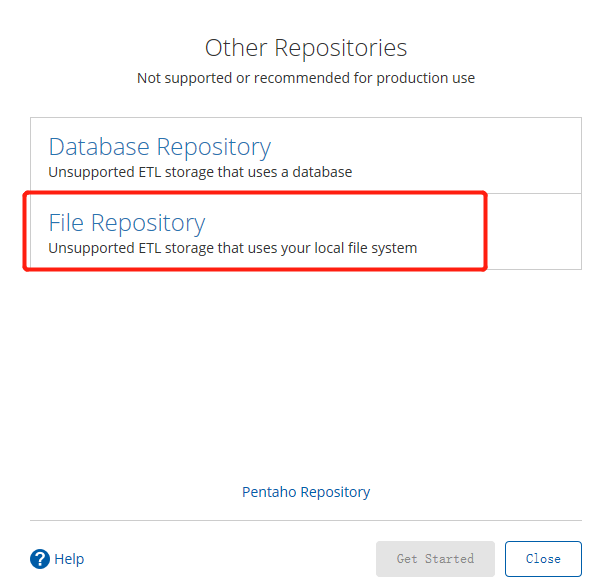 Other Repositories
Not supported or recommended for production use
Database Repository
Unsupported ETL storage that uses a database
File Repository
Unsupported ETL storage that uses your local file system
Pentaho Repository
? Help
Get Started
Close